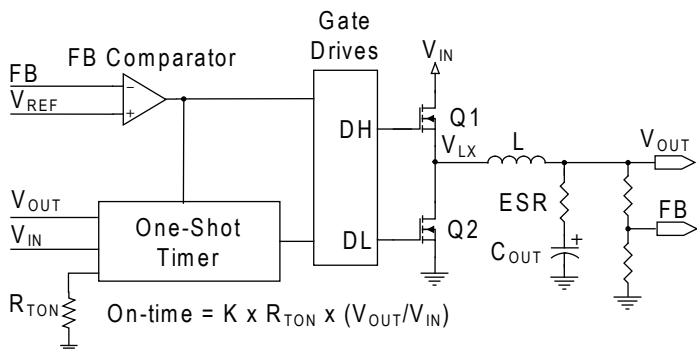 Gate
Drives
FB Comparator
V_IN
FB
−
V_REF
+
DH
Q1
V_LX
L
V_OUT
V_OUT
V_IN
One-Shot
Timer
DL
Q2
ESR
FB
C_OUT
+
R_TON
On-time = K x R_TON x (V_OUT/V_IN)